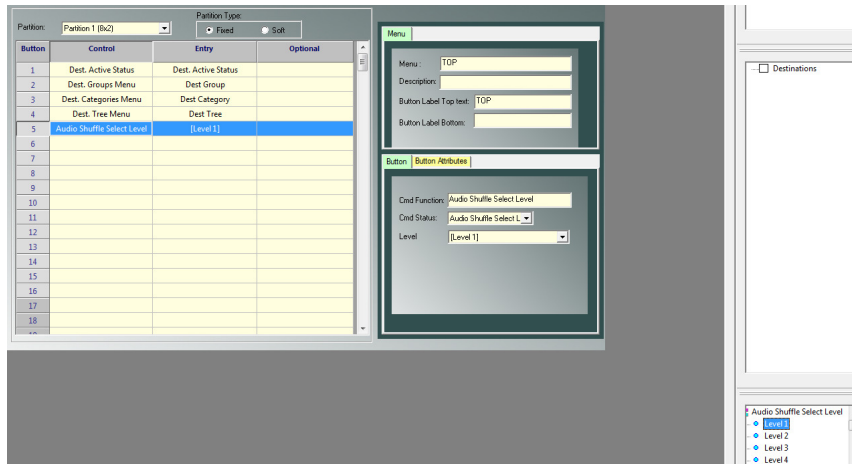 Partition Type:
Partition: Partition 1 (8x2) Fixed Soft
Button Control Entry Optional
1 Dest. Active Status Dest. Active Status
2 Dest. Groups Menu Dest Group
3 Dest. Categories Menu Dest Category
4 Dest. Tree Menu Dest Tree
5 Audio Shuffle Select Level [Level 1]
6
7
8
9
10
11
12
13
14
15
16
17
18
Menu
Menu : TOP
Description:
Button Label Top text: TOP
Button Label Bottom:
Button Button Attributes
Cmd Function: Audio Shuffle Select Level
Cmd Status: Audio Shuffle Select L
Level [Level 1]
Destinations
Audio Shuffle Select Level
Level 1
Level 2
Level 3
Level 4